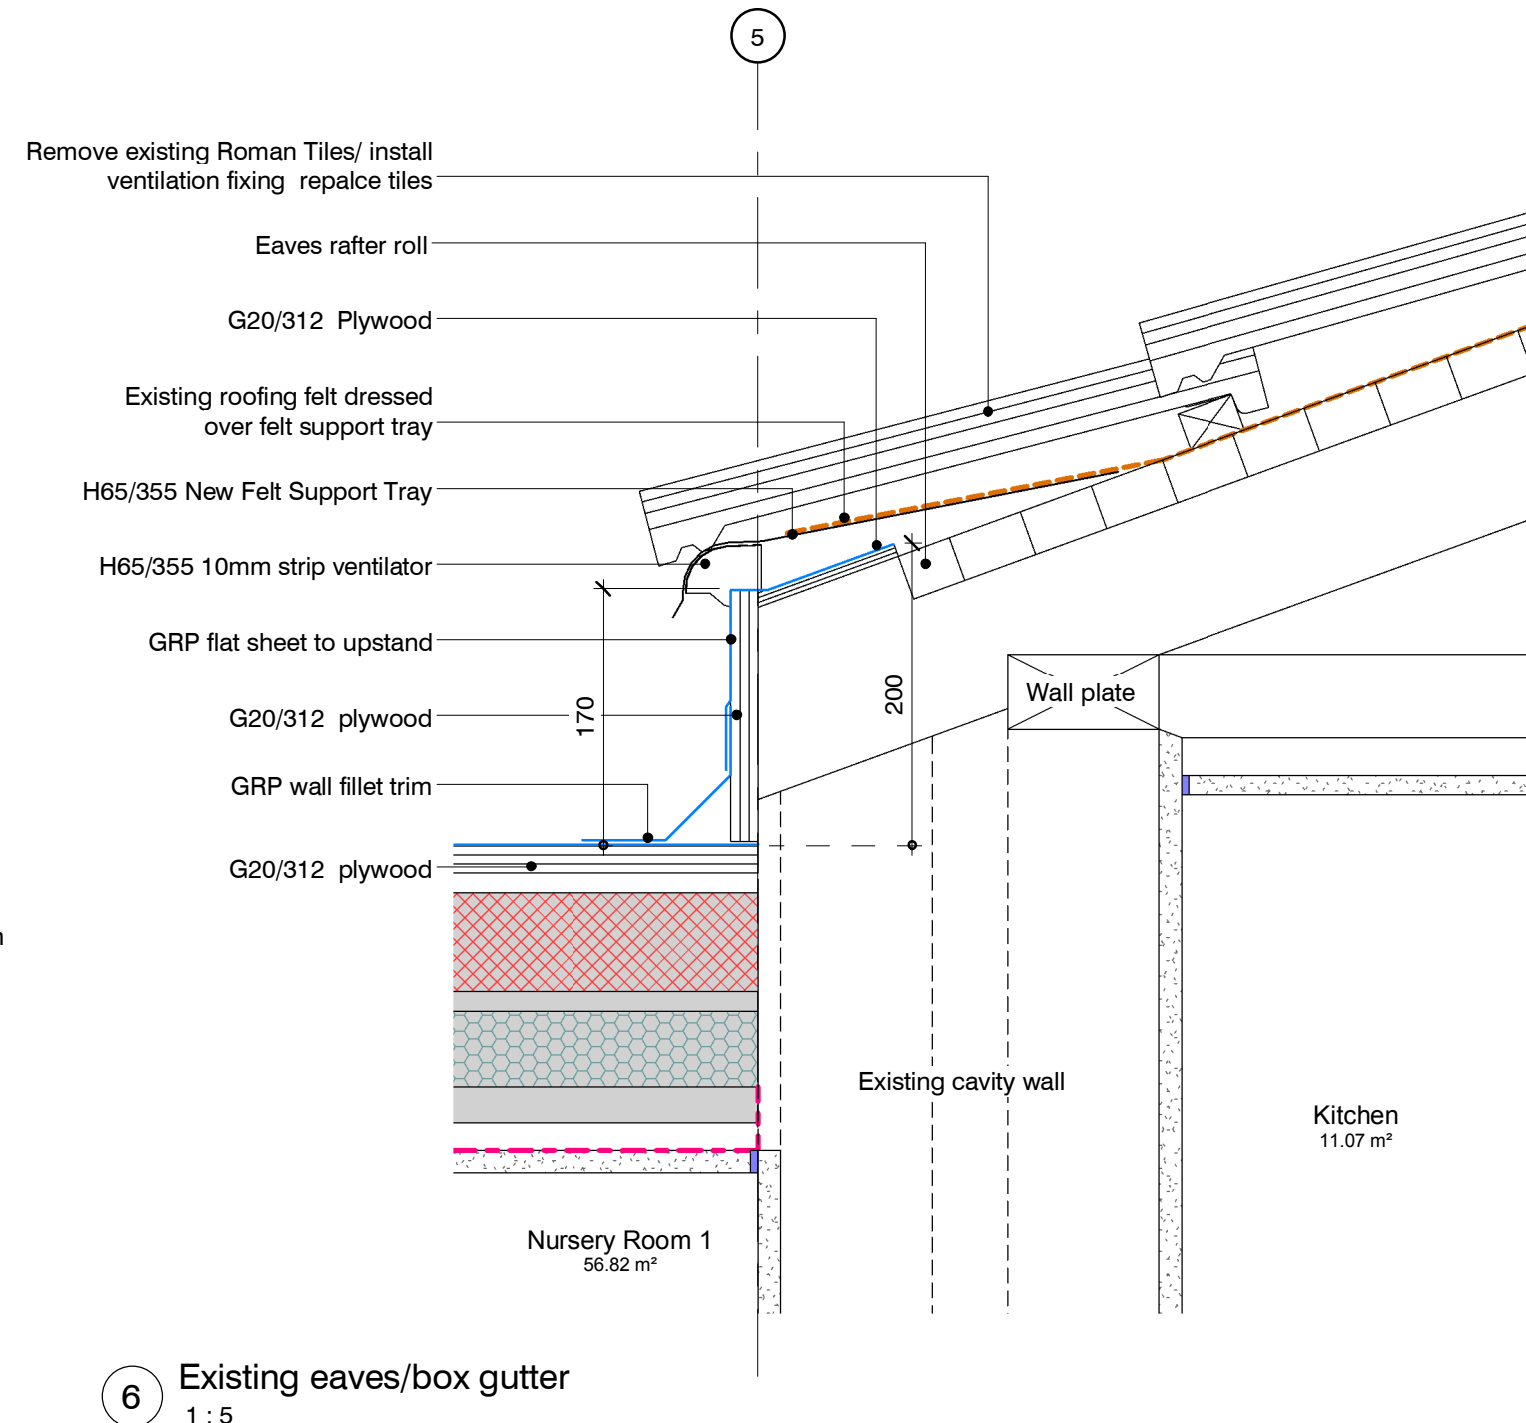 5
Remove existing Roman Tiles/ install
ventilation fixing  repalce tiles
Eaves rafter roll
G20/312  Plywood
Existing roofing felt dressed
over felt support tray
H65/355 New Felt Support Tray
H65/355 10mm strip ventilator
GRP flat sheet to upstand
G20/312  plywood
GRP wall fillet trim
G20/312  plywood
170
200
Wall plate
n
Existing cavity wall
Kitchen
11.07 m²
Nursery Room 1
56.82 m²
6
Existing eaves/box gutter
1 : 5